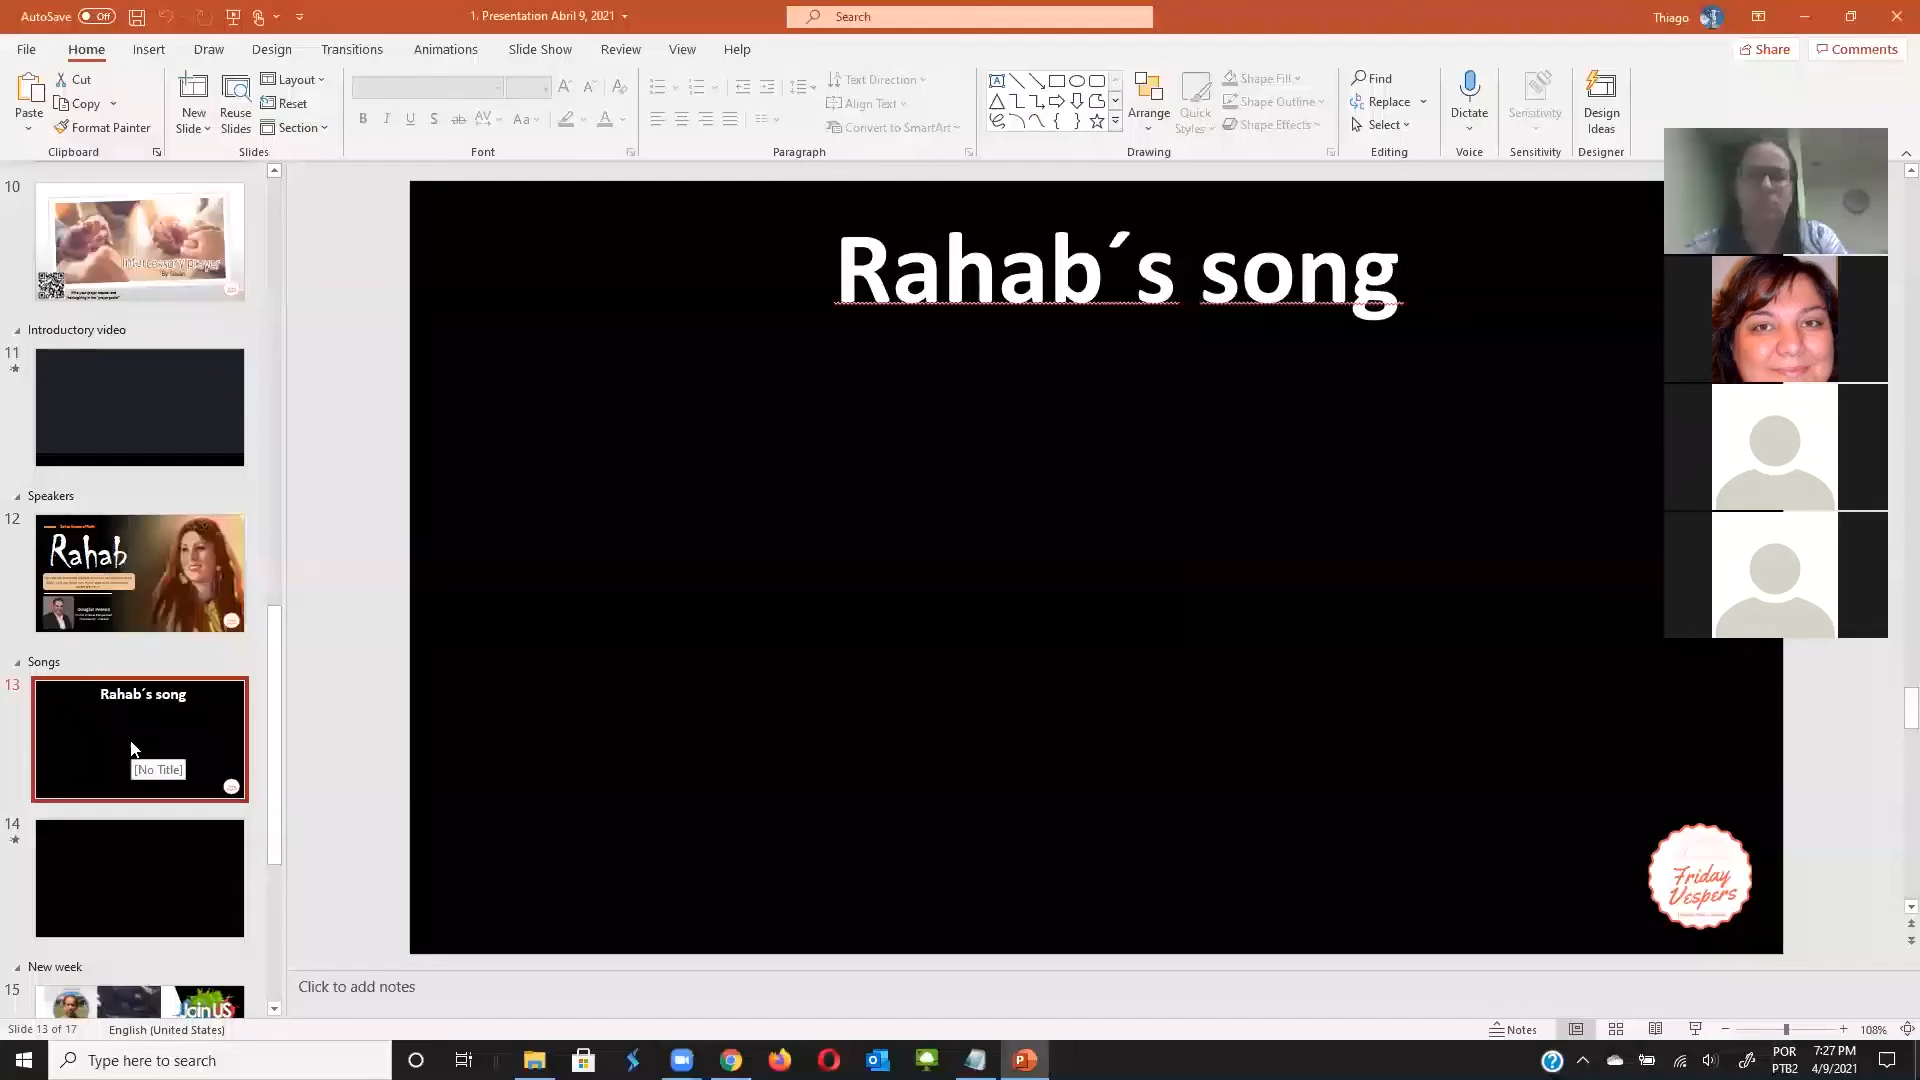 AutoSave Off
1. Presentation Abril 9, 2021
Search
Thiago
File Home Insert Draw Design Transitions Animations Slide Show Review View Help
Share Comments
Paste
Cut
Copy
Format Painter
Clipboard
New Slide
Reuse Slides
Layout
Reset
Section
Slides
B I U S ab AV Aa A
Font
Text Direction
Align Text
Convert to SmartArt
Paragraph
Arrange
Quick Styles
Shape Fill
Shape Outline
Shape Effects
Drawing
Find
Replace
Select
Editing
Dictate
Voice
Sensitivity
Sensitivity
Design Ideas
Designer
10
Intercessory prayer
Introductory video
11
Speakers
12
Rahab
Songs
13
Rahab´s song
[No Title]
14
New week
15
Join US
Rahab´s song
Friday
Vespers
Click to add notes
Slide 13 of 17 English (United States)
Notes
108%
Type here to search
POR
PTB2
7:27 PM
4/9/2021